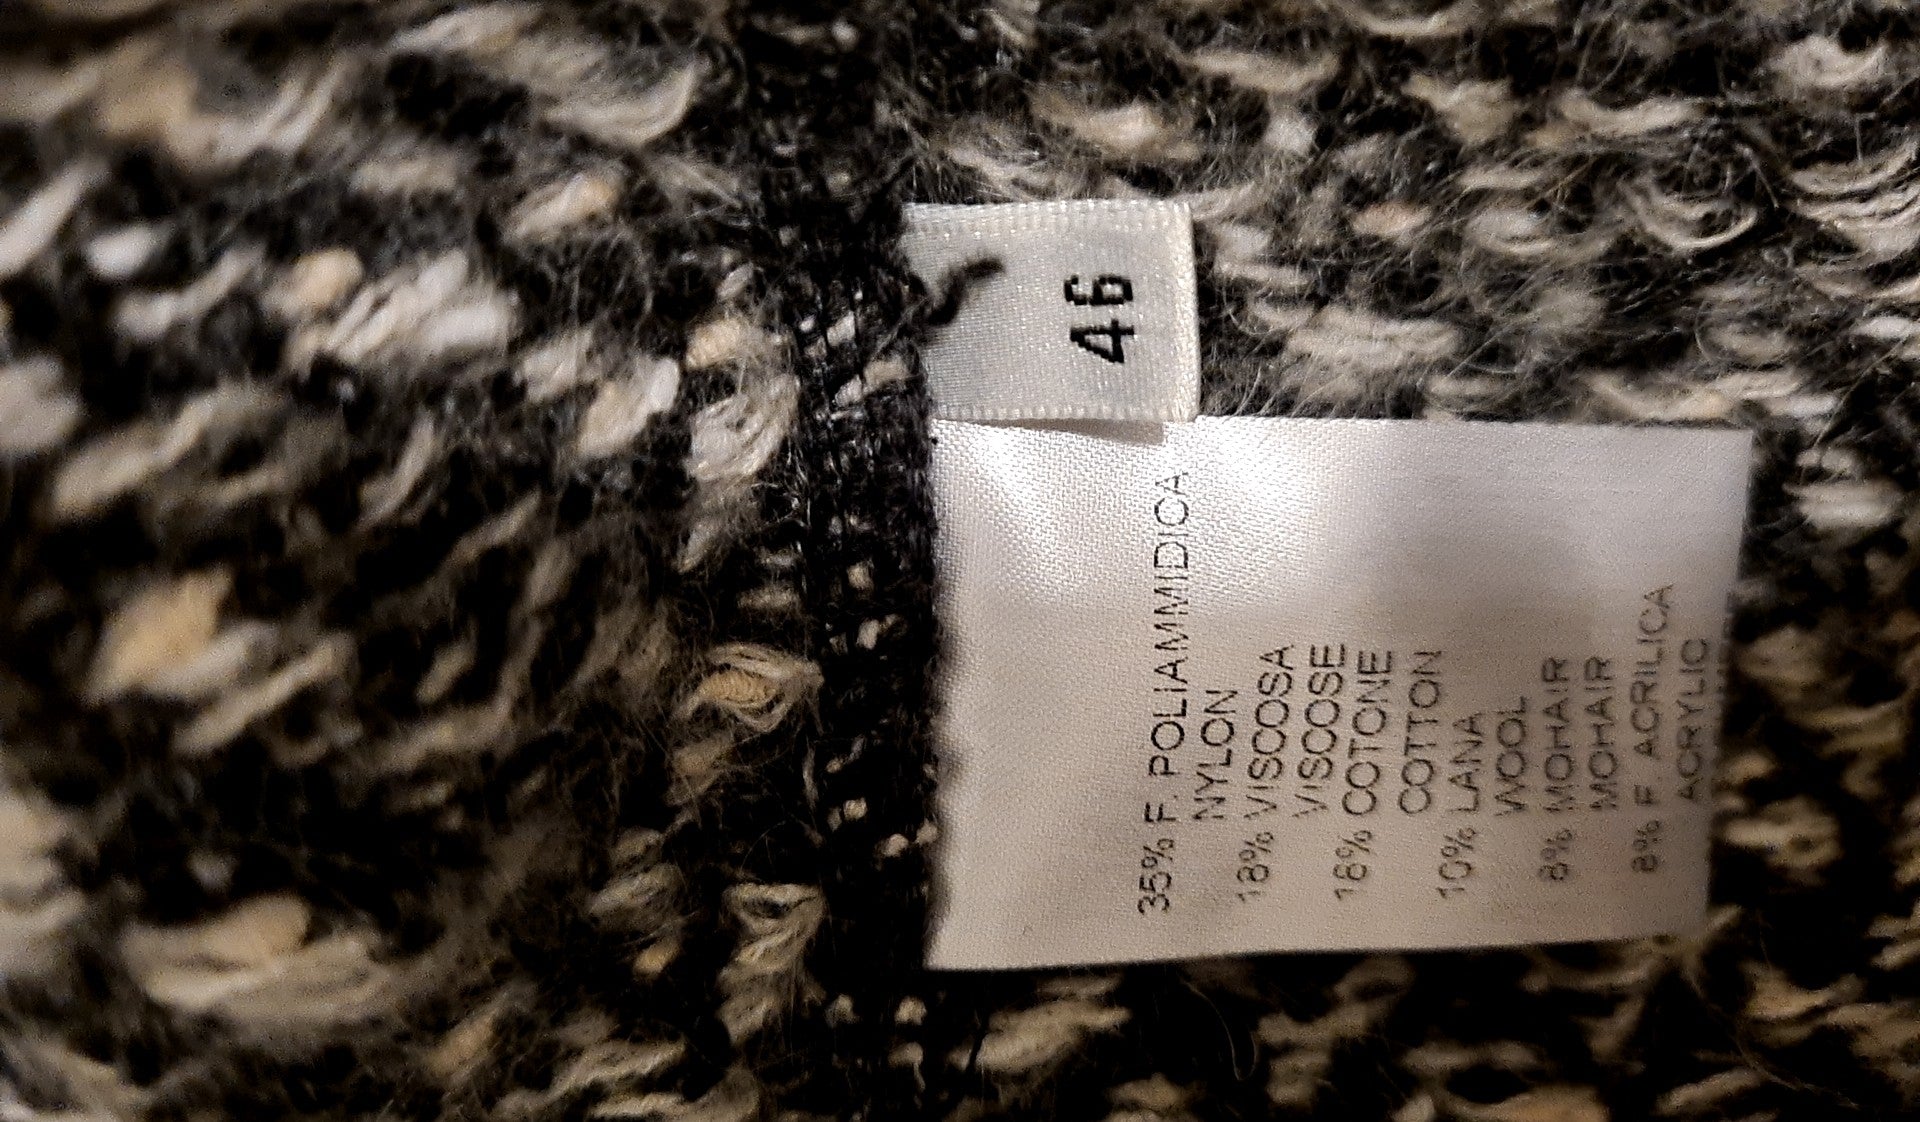 46
35% F. POLIAMMIDICA
NYLON
18% VISCOSA
VISCOSE
16% COTONE
COTTON
10% LANA
WOOL
8% MOHAIR
MOHAIR
8% F. ACRILICA
ACRYLIC